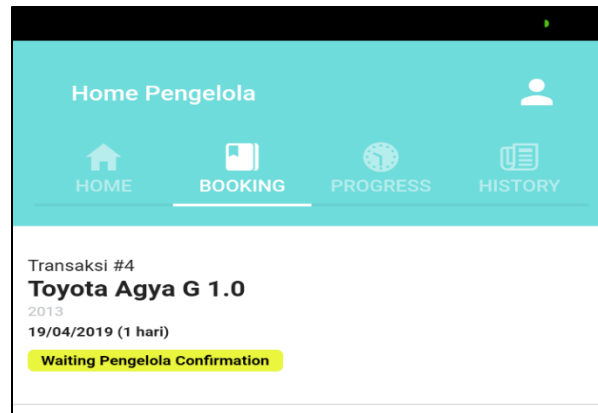 Home Pengelola
HOME BOOKING PROGRESS HISTORY
Transaksi #4
Toyota Agya G 1.0
2013
19/04/2019 (1 hari)
Waiting Pengelola Confirmation